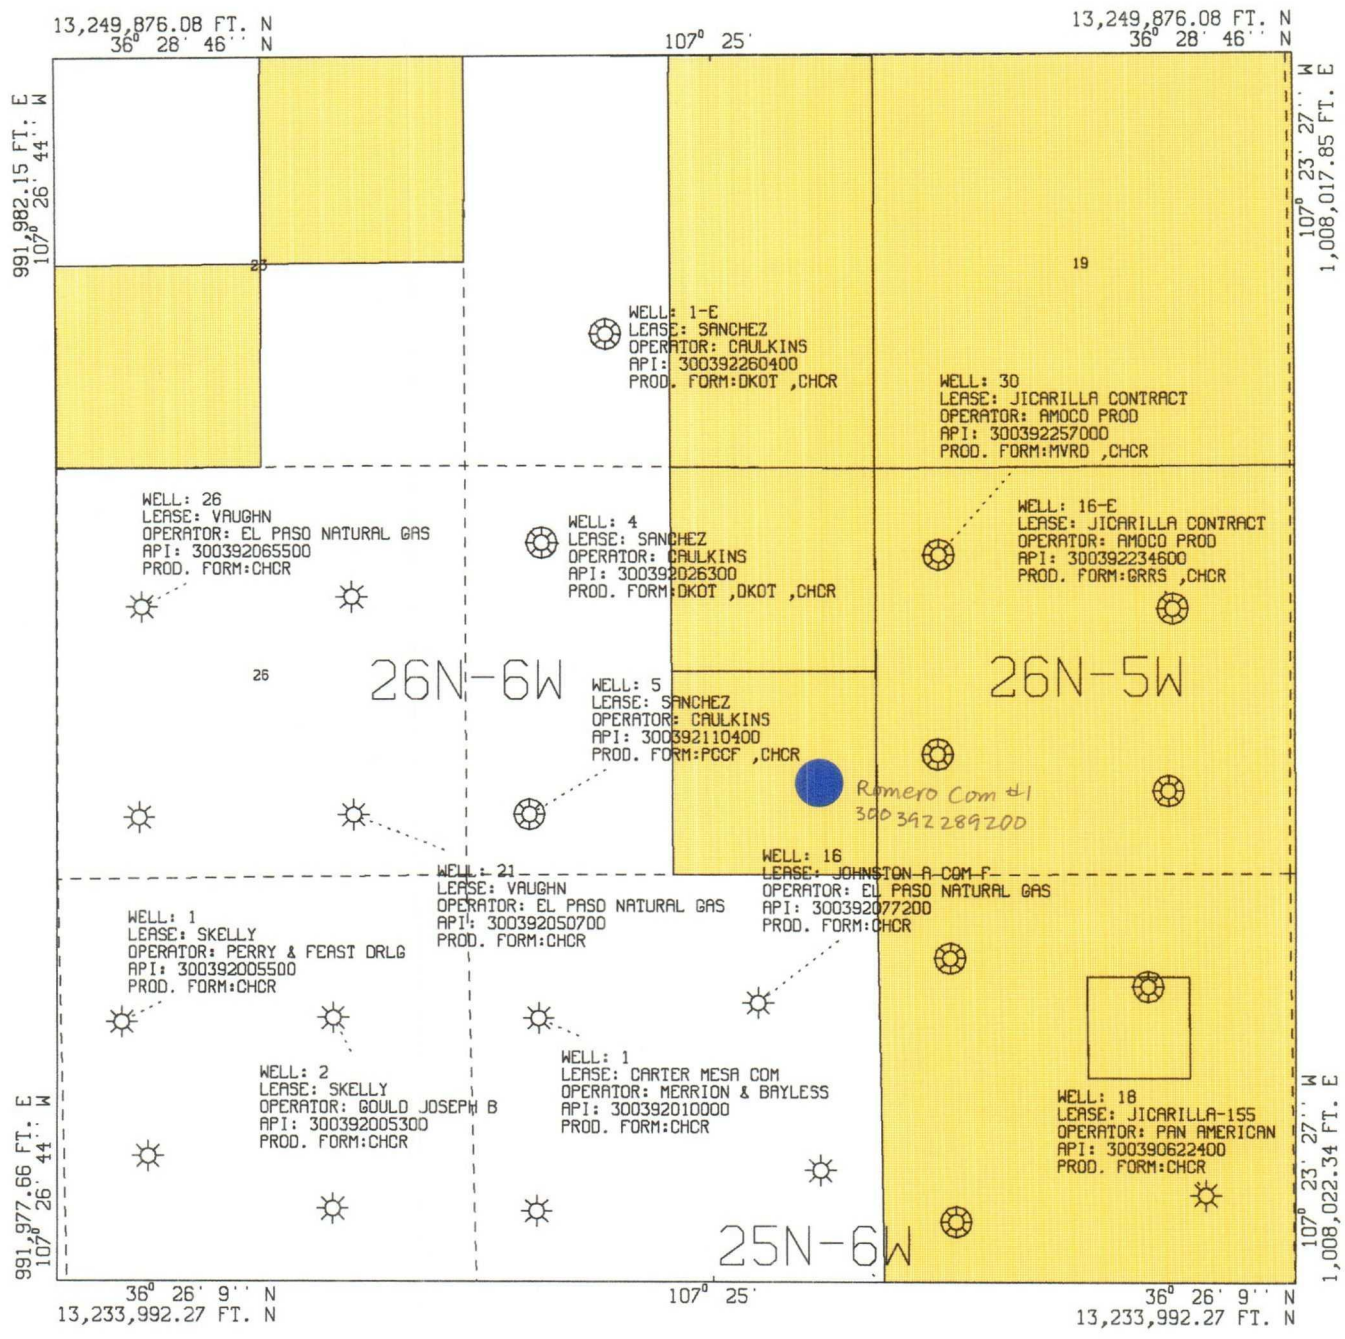 13,249,876.08 FT. N
36° 28' 46'' N
107° 25'
13,249,876.08 FT. N
36° 28' 46'' N
991,982.15 FT. E
107° 26' 44'' W
107° 23' 27'' W
1,008,017.85 FT. E
23
19
WELL: 1-E
LEASE: SANCHEZ
OPERATOR: CAULKINS
API: 300392260400
PROD. FORM:DKOT ,CHCR
WELL: 30
LEASE: JICARILLA CONTRACT
OPERATOR: AMOCO PROD
API: 300392257000
PROD. FORM:MVRD ,CHCR
WELL: 26
LEASE: VAUGHN
OPERATOR: EL PASO NATURAL GAS
API: 300392065500
PROD. FORM:CHCR
WELL: 4
LEASE: SANCHEZ
OPERATOR: CAULKINS
API: 300392026300
PROD. FORM:DKOT ,DKOT ,CHCR
WELL: 16-E
LEASE: JICARILLA CONTRACT
OPERATOR: AMOCO PROD
API: 300392234600
PROD. FORM:GRRS ,CHCR
26
26N-6W
26N-5W
WELL: 5
LEASE: SANCHEZ
OPERATOR: CAULKINS
API: 300392110400
PROD. FORM:PCCF ,CHCR
Romero Com #1
300392289200
WELL: 21
LEASE: VAUGHN
OPERATOR: EL PASO NATURAL GAS
API: 300392050700
PROD. FORM:CHCR
WELL: 16
LEASE: JOHNSTON A COM F
OPERATOR: EL PASO NATURAL GAS
API: 300392077200
PROD. FORM:CHCR
WELL: 1
LEASE: SKELLY
OPERATOR: PERRY & FEAST DRLG
API: 300392005500
PROD. FORM:CHCR
WELL: 2
LEASE: SKELLY
OPERATOR: GOULD JOSEPH B
API: 300392005300
PROD. FORM:CHCR
WELL: 1
LEASE: CARTER MESA COM
OPERATOR: MERRION & BAYLESS
API: 300392010000
PROD. FORM:CHCR
WELL: 18
LEASE: JICARILLA-155
OPERATOR: PAN AMERICAN
API: 300390622400
PROD. FORM:CHCR
25N-6W
991,977.66 FT. E
107° 26' 44'' W
107° 23' 27'' W
1,008,022.34 FT. E
36° 26' 9'' N
13,233,992.27 FT. N
107° 25'
36° 26' 9'' N
13,233,992.27 FT. N